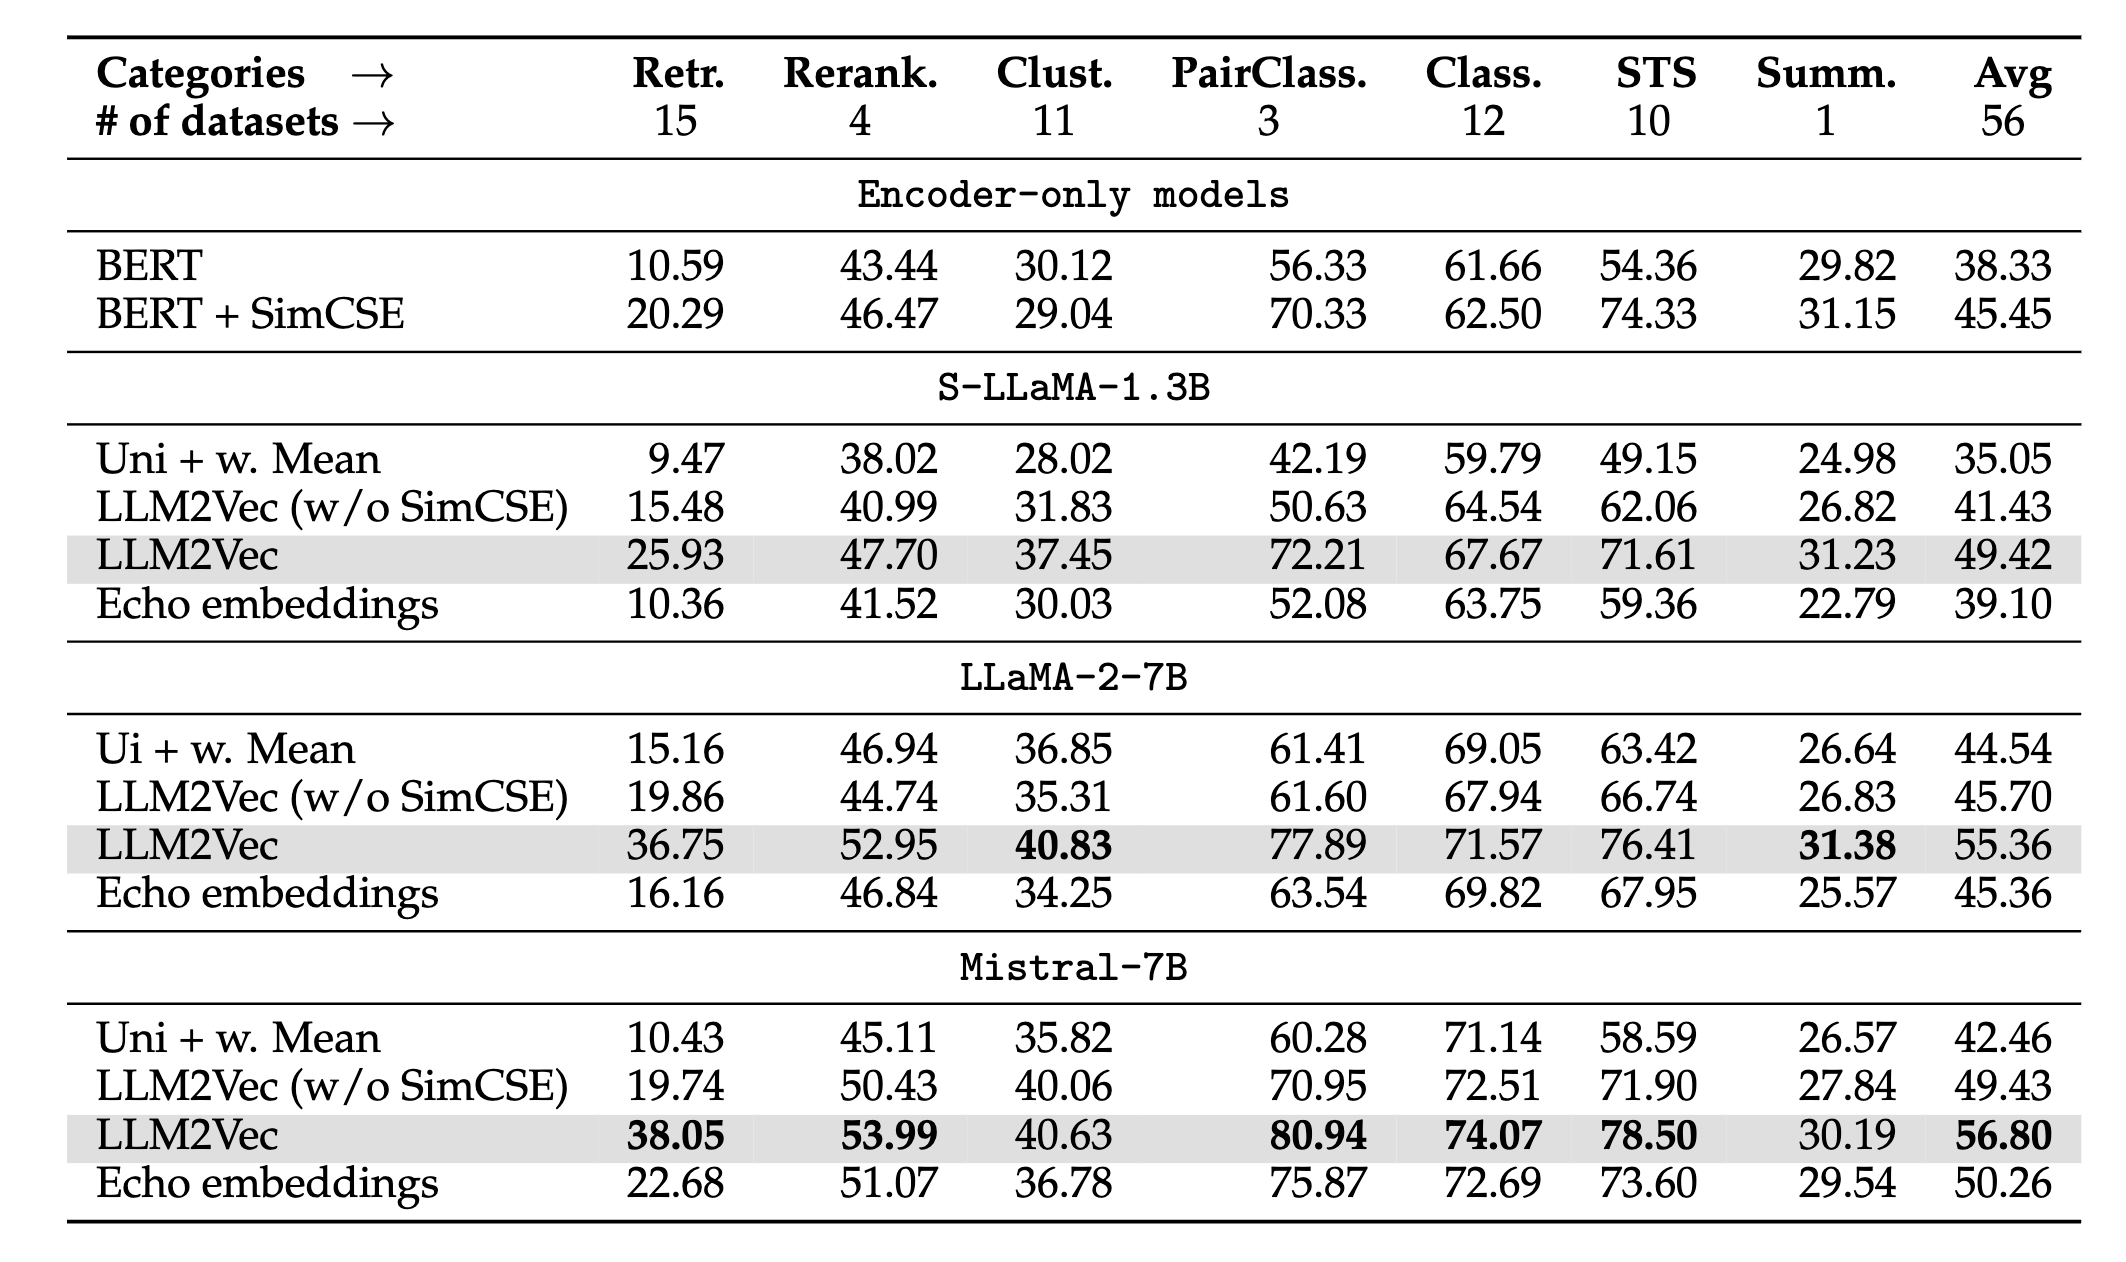 Categories → Retr. Rerank. Clust. PairClass. Class. STS Summ. Avg
# of datasets → 15 4 11 3 12 10 1 56
Encoder-only models
BERT 10.59 43.44 30.12 56.33 61.66 54.36 29.82 38.33
BERT + SimCSE 20.29 46.47 29.04 70.33 62.50 74.33 31.15 45.45
S-LLaMA-1.3B
Uni + w. Mean 9.47 38.02 28.02 42.19 59.79 49.15 24.98 35.05
LLM2Vec (w/o SimCSE) 15.48 40.99 31.83 50.63 64.54 62.06 26.82 41.43
LLM2Vec 25.93 47.70 37.45 72.21 67.67 71.61 31.23 49.42
Echo embeddings 10.36 41.52 30.03 52.08 63.75 59.36 22.79 39.10
LLaMA-2-7B
Ui + w. Mean 15.16 46.94 36.85 61.41 69.05 63.42 26.64 44.54
LLM2Vec (w/o SimCSE) 19.86 44.74 35.31 61.60 67.94 66.74 26.83 45.70
LLM2Vec 36.75 52.95 40.83 77.89 71.57 76.41 31.38 55.36
Echo embeddings 16.16 46.84 34.25 63.54 69.82 67.95 25.57 45.36
Mistral-7B
Uni + w. Mean 10.43 45.11 35.82 60.28 71.14 58.59 26.57 42.46
LLM2Vec (w/o SimCSE) 19.74 50.43 40.06 70.95 72.51 71.90 27.84 49.43
LLM2Vec 38.05 53.99 40.63 80.94 74.07 78.50 30.19 56.80
Echo embeddings 22.68 51.07 36.78 75.87 72.69 73.60 29.54 50.26